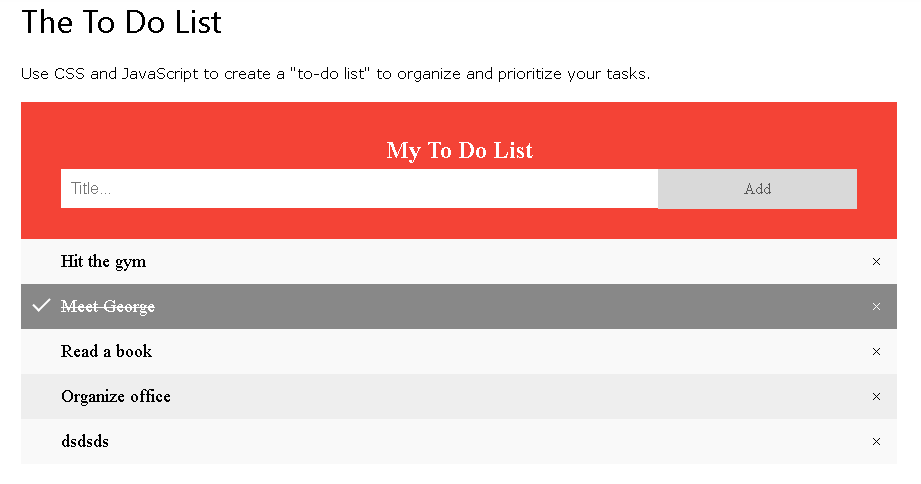 The To Do List
Use CSS and JavaScript to create a "to-do list" to organize and prioritize your tasks.
My To Do List
Title...
Add
Hit the gym ×
Meet George ×
Read a book ×
Organize office ×
dsdsds ×